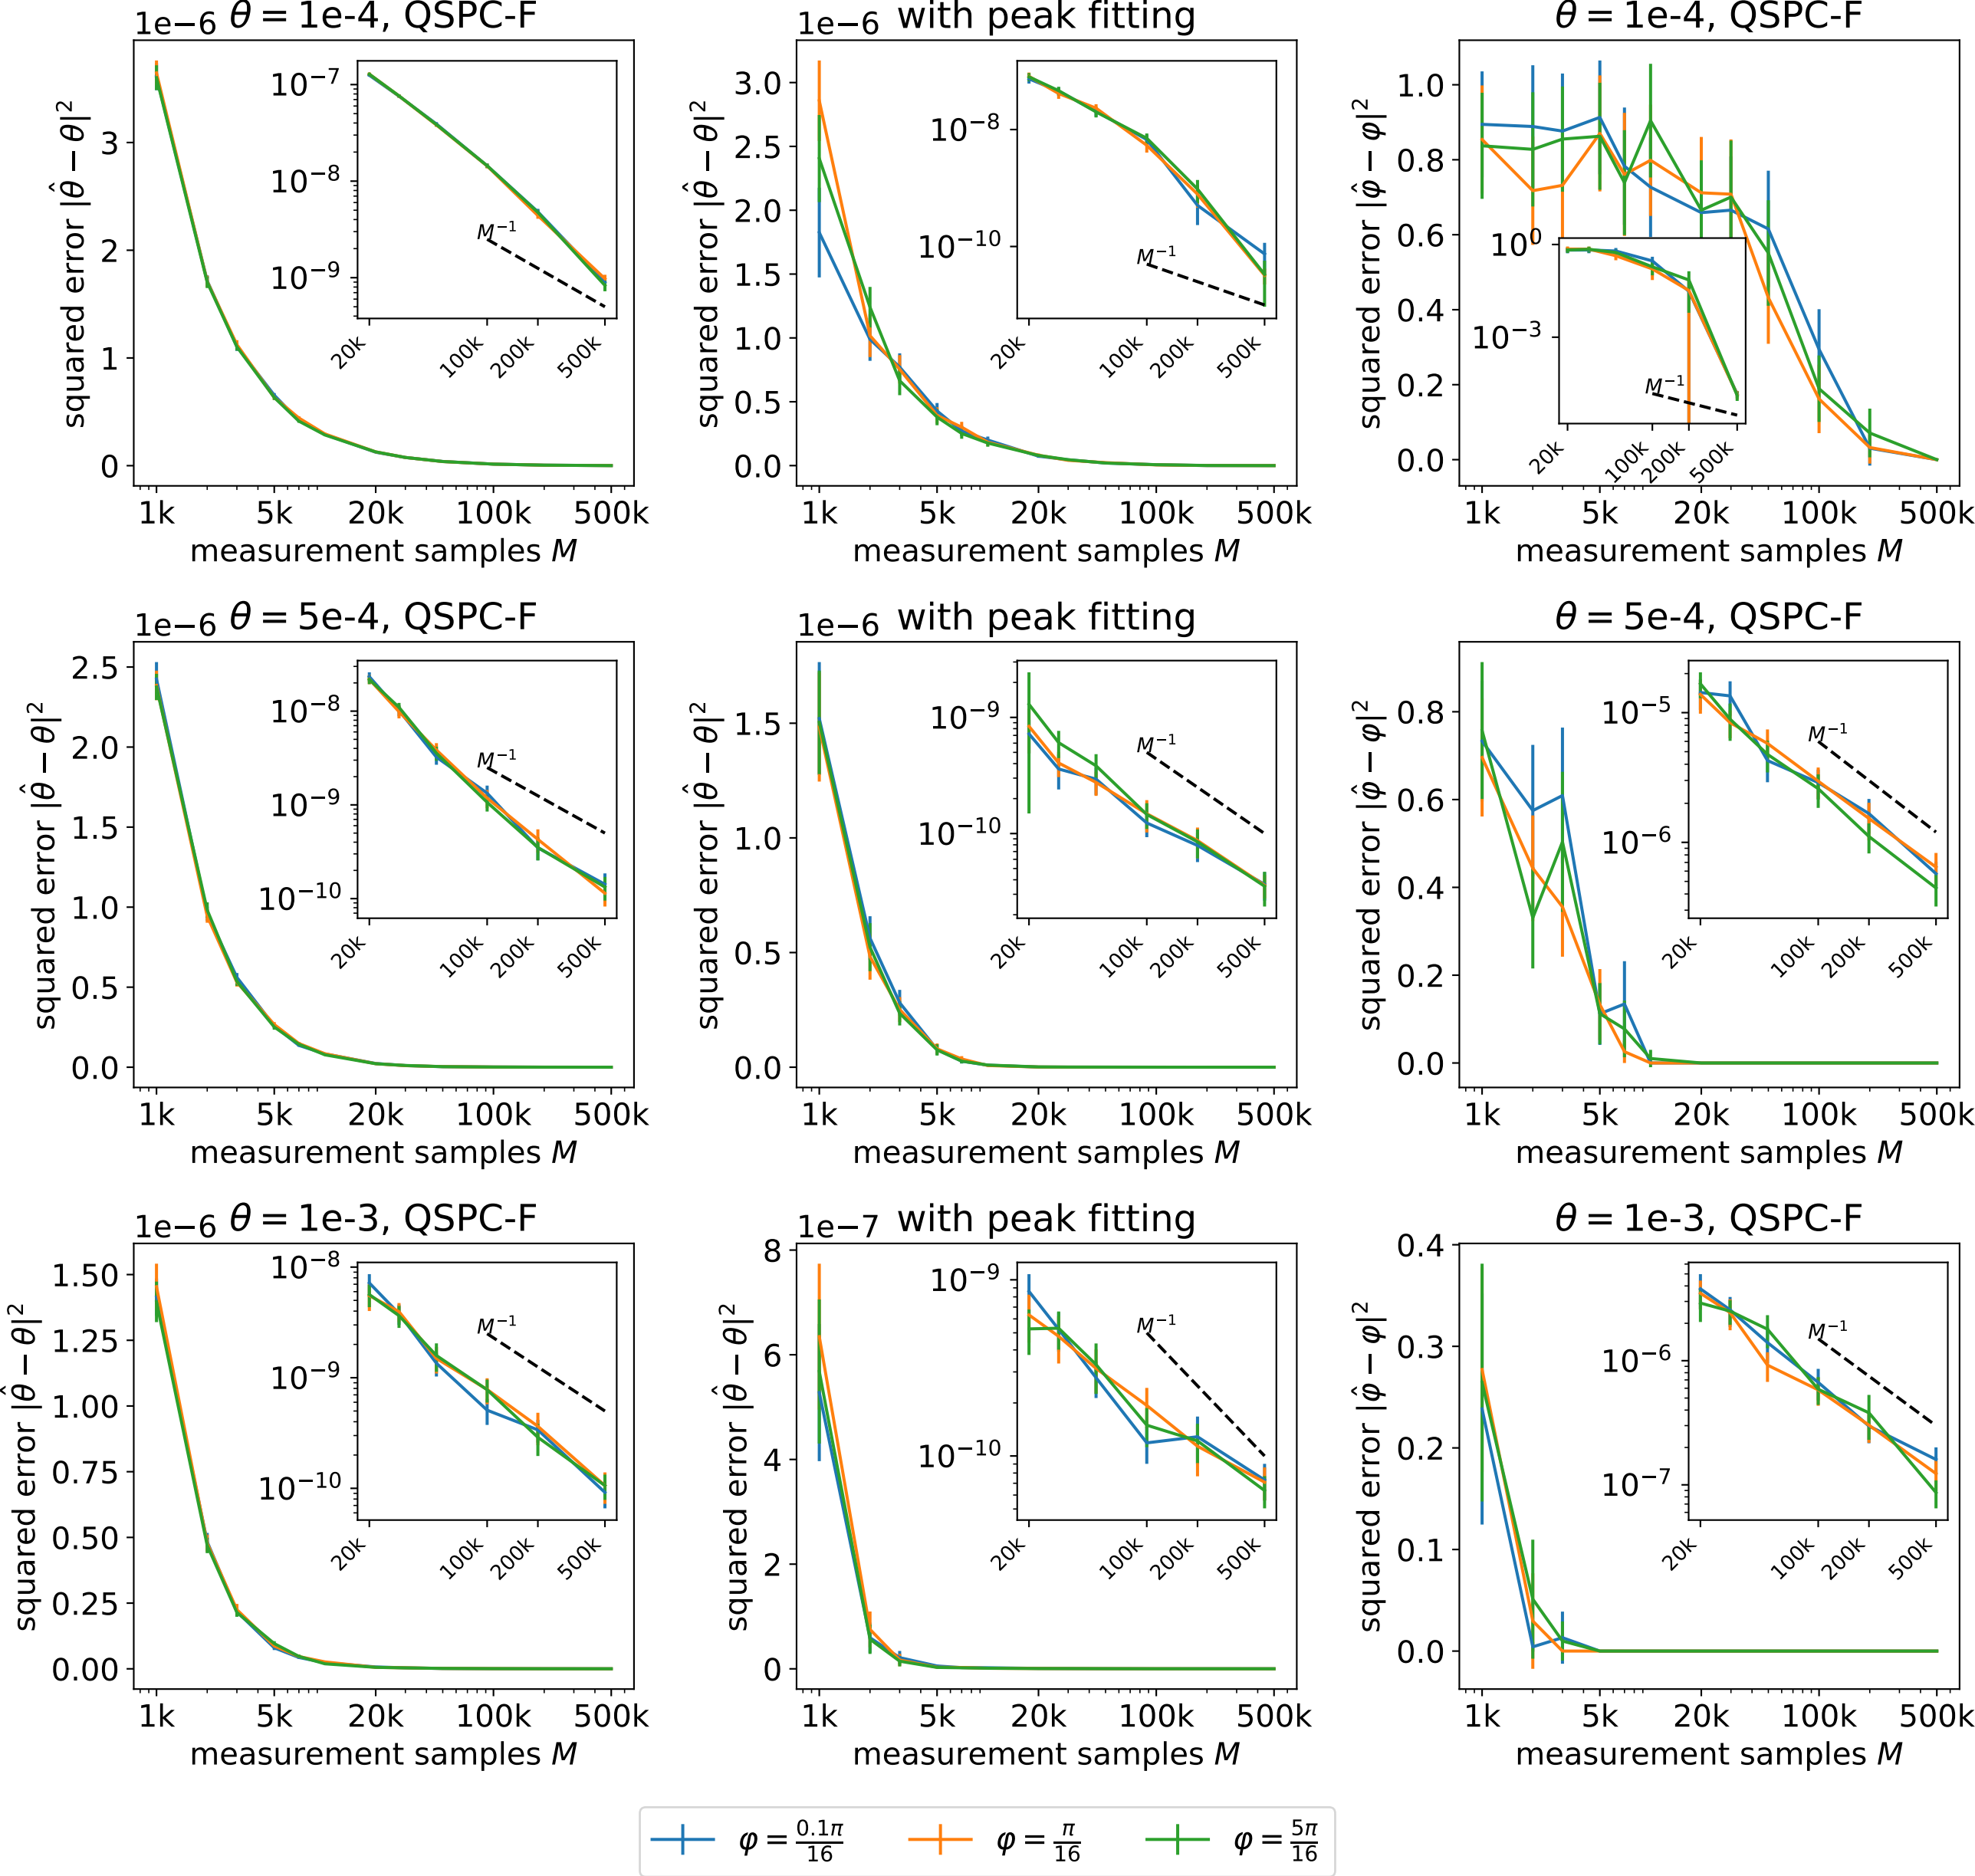 1e−6 θ = 1e-4, QSPC-F
squared error |θ̂ − θ|²
3
2
1
0
10⁻⁷
10⁻⁸
10⁻⁹
M⁻¹
20k 100k 200k 500k
1k 5k 20k 100k 500k
measurement samples M
1e−6 with peak fitting
squared error |θ̂ − θ|²
3.0
2.5
2.0
1.5
1.0
0.5
0.0
10⁻⁸
10⁻¹⁰
M⁻¹
20k 100k 200k 500k
1k 5k 20k 100k 500k
measurement samples M
θ = 1e-4, QSPC-F
squared error |φ̂ − φ|²
1.0
0.8
0.6
0.4
0.2
0.0
10⁰
10⁻³
M⁻¹
20k 100k 200k 500k
1k 5k 20k 100k 500k
measurement samples M
1e−6 θ = 5e-4, QSPC-F
squared error |θ̂ − θ|²
2.5
2.0
1.5
1.0
0.5
0.0
10⁻⁸
10⁻⁹
10⁻¹⁰
M⁻¹
20k 100k 200k 500k
1k 5k 20k 100k 500k
measurement samples M
1e−6 with peak fitting
squared error |θ̂ − θ|²
1.5
1.0
0.5
0.0
10⁻⁹
10⁻¹⁰
M⁻¹
20k 100k 200k 500k
1k 5k 20k 100k 500k
measurement samples M
θ = 5e-4, QSPC-F
squared error |φ̂ − φ|²
0.8
0.6
0.4
0.2
0.0
10⁻⁵
10⁻⁶
M⁻¹
20k 100k 200k 500k
1k 5k 20k 100k 500k
measurement samples M
1e−6 θ = 1e-3, QSPC-F
squared error |θ̂ − θ|²
1.50
1.25
1.00
0.75
0.50
0.25
0.00
10⁻⁸
10⁻⁹
10⁻¹⁰
M⁻¹
20k 100k 200k 500k
1k 5k 20k 100k 500k
measurement samples M
1e−7 with peak fitting
squared error |θ̂ − θ|²
8
6
4
2
0
10⁻⁹
10⁻¹⁰
M⁻¹
20k 100k 200k 500k
1k 5k 20k 100k 500k
measurement samples M
θ = 1e-3, QSPC-F
squared error |φ̂ − φ|²
0.4
0.3
0.2
0.1
0.0
10⁻⁶
10⁻⁷
M⁻¹
20k 100k 200k 500k
1k 5k 20k 100k 500k
measurement samples M
φ = 0.1π/16 φ = π/16 φ = 5π/16